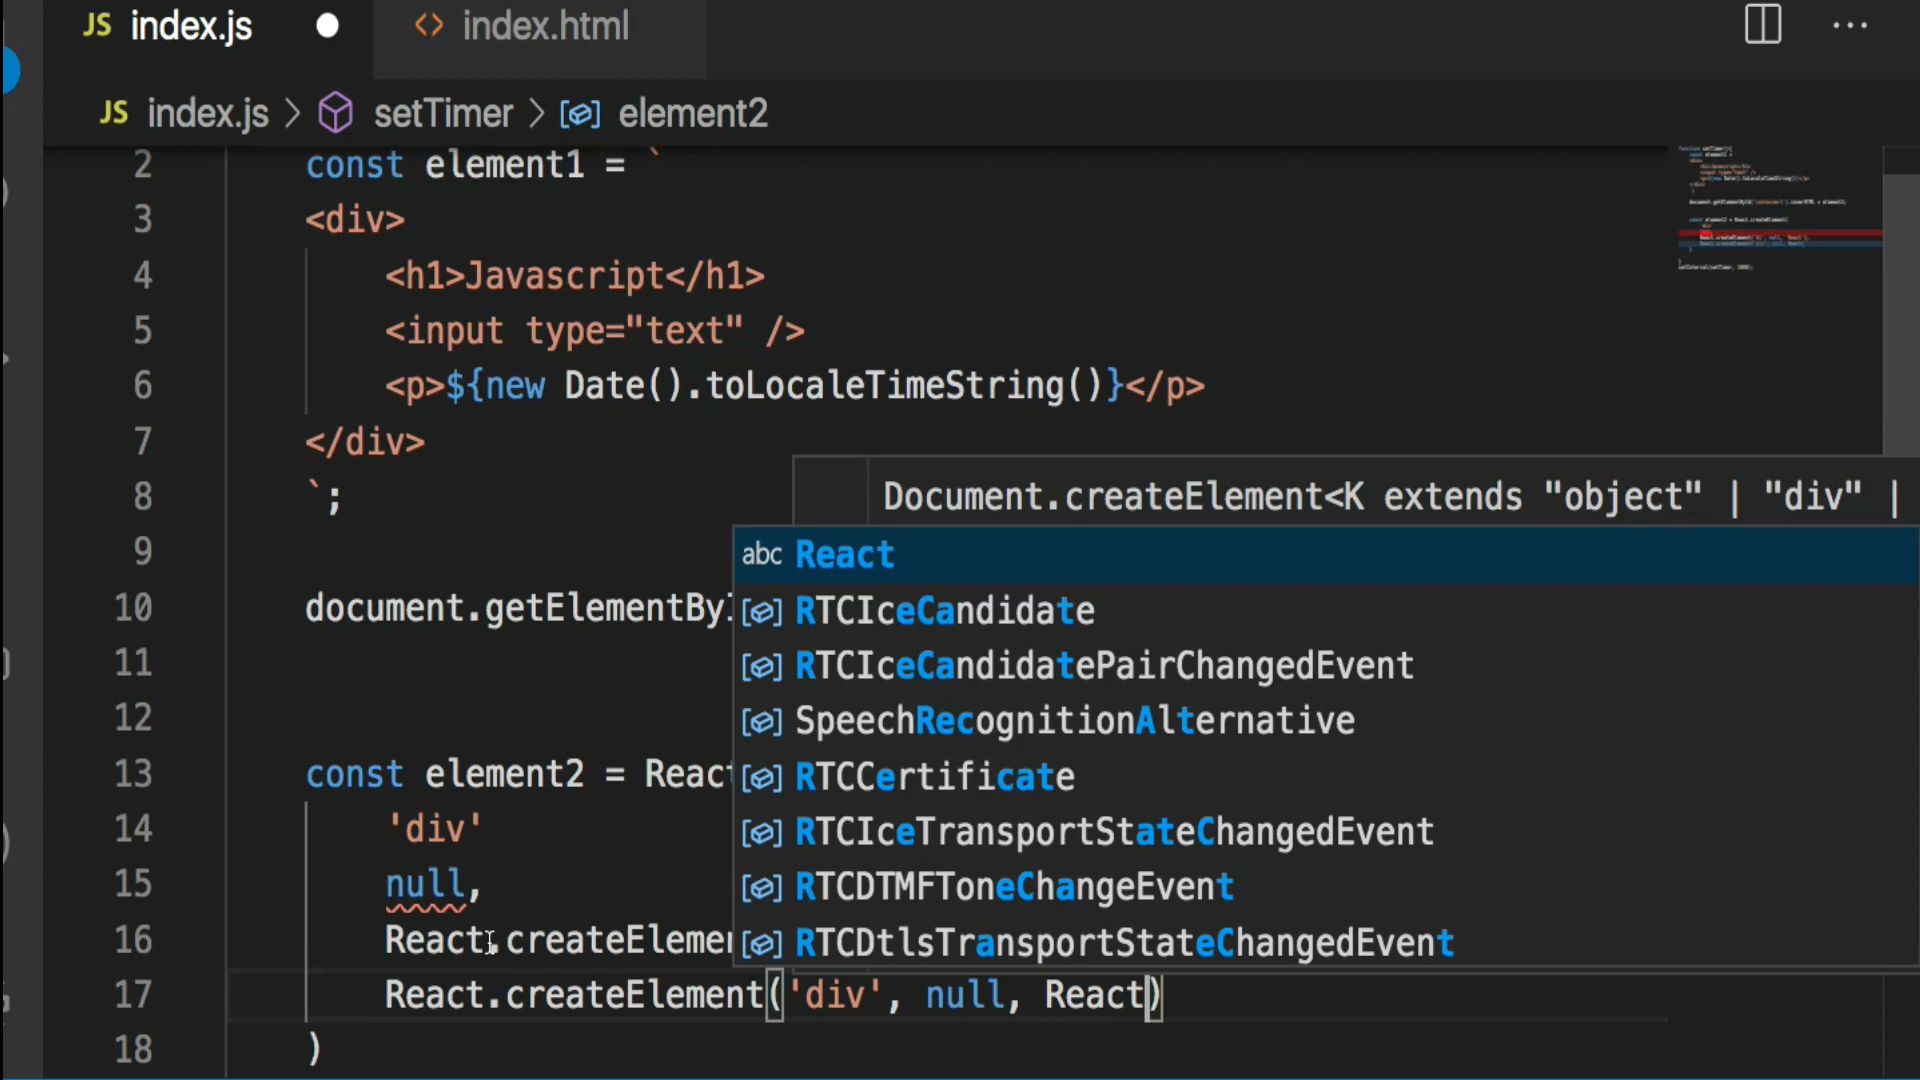 JS index.js
<> index.html
JS index.js > setTimer > element2
2 const element1 = `
3 <div>
4 <h1>Javascript</h1>
5 <input type="text" />
6 <p>${new Date().toLocaleTimeString()}</p>
7 </div>
8 `;
Document.createElement<K extends "object" | "div" |
9
abc React
RTCIceCandidate
10 document.getElementBy
RTCIceCandidatePairChangedEvent
11
SpeechRecognitionAlternative
12
13 const element2 = React
RTCCertificate
14 'div'
RTCIceTransportStateChangedEvent
15 null,
RTCDTMFToneChangeEvent
16 React.createElemen
RTCDtlsTransportStateChangedEvent
17 React.createElement('div', null, React)
18 )